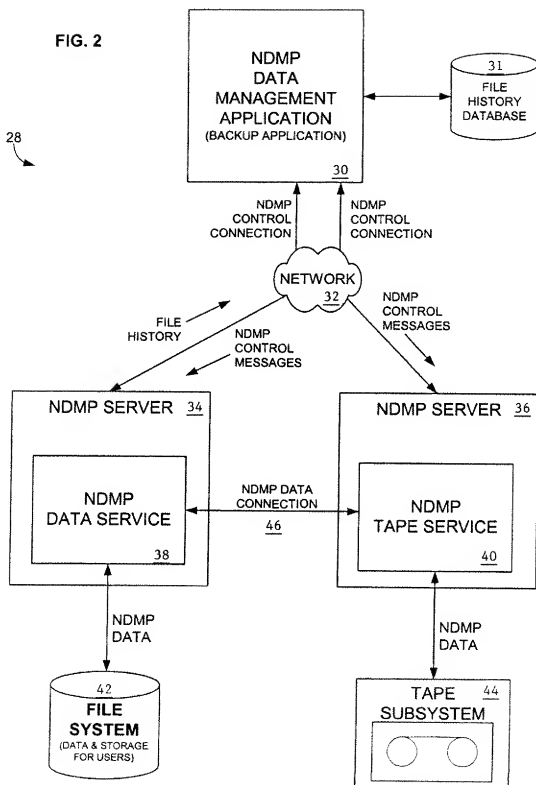 FIG. 2
NDMP
DATA
MANAGEMENT
APPLICATION
(BACKUP APPLICATION)
30
31
FILE
HISTORY
DATABASE
28
NDMP
CONTROL
CONNECTION
NDMP
CONTROL
CONNECTION
NETWORK
32
FILE
HISTORY
NDMP
CONTROL
MESSAGES
NDMP
CONTROL
MESSAGES
NDMP SERVER 34
NDMP
DATA SERVICE
38
NDMP DATA
CONNECTION
46
NDMP SERVER 36
NDMP
TAPE SERVICE
40
NDMP
DATA
NDMP
DATA
42
FILE
SYSTEM
(DATA & STORAGE
FOR USERS)
TAPE 44
SUBSYSTEM